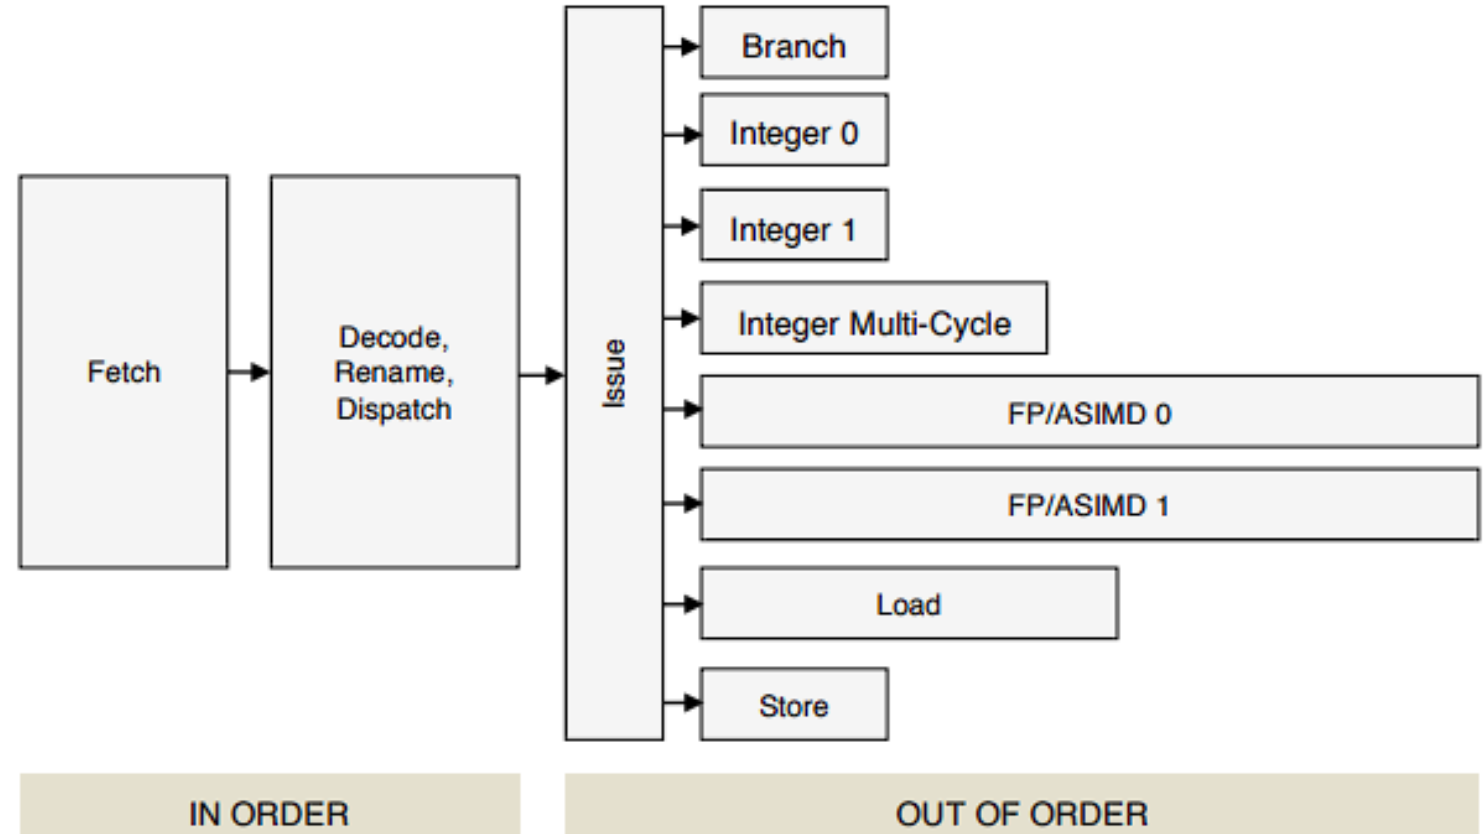 Fetch
Decode,
Rename,
Dispatch
Issue
Branch
Integer 0
Integer 1
Integer Multi-Cycle
FP/ASIMD 0
FP/ASIMD 1
Load
Store
IN ORDER
OUT OF ORDER